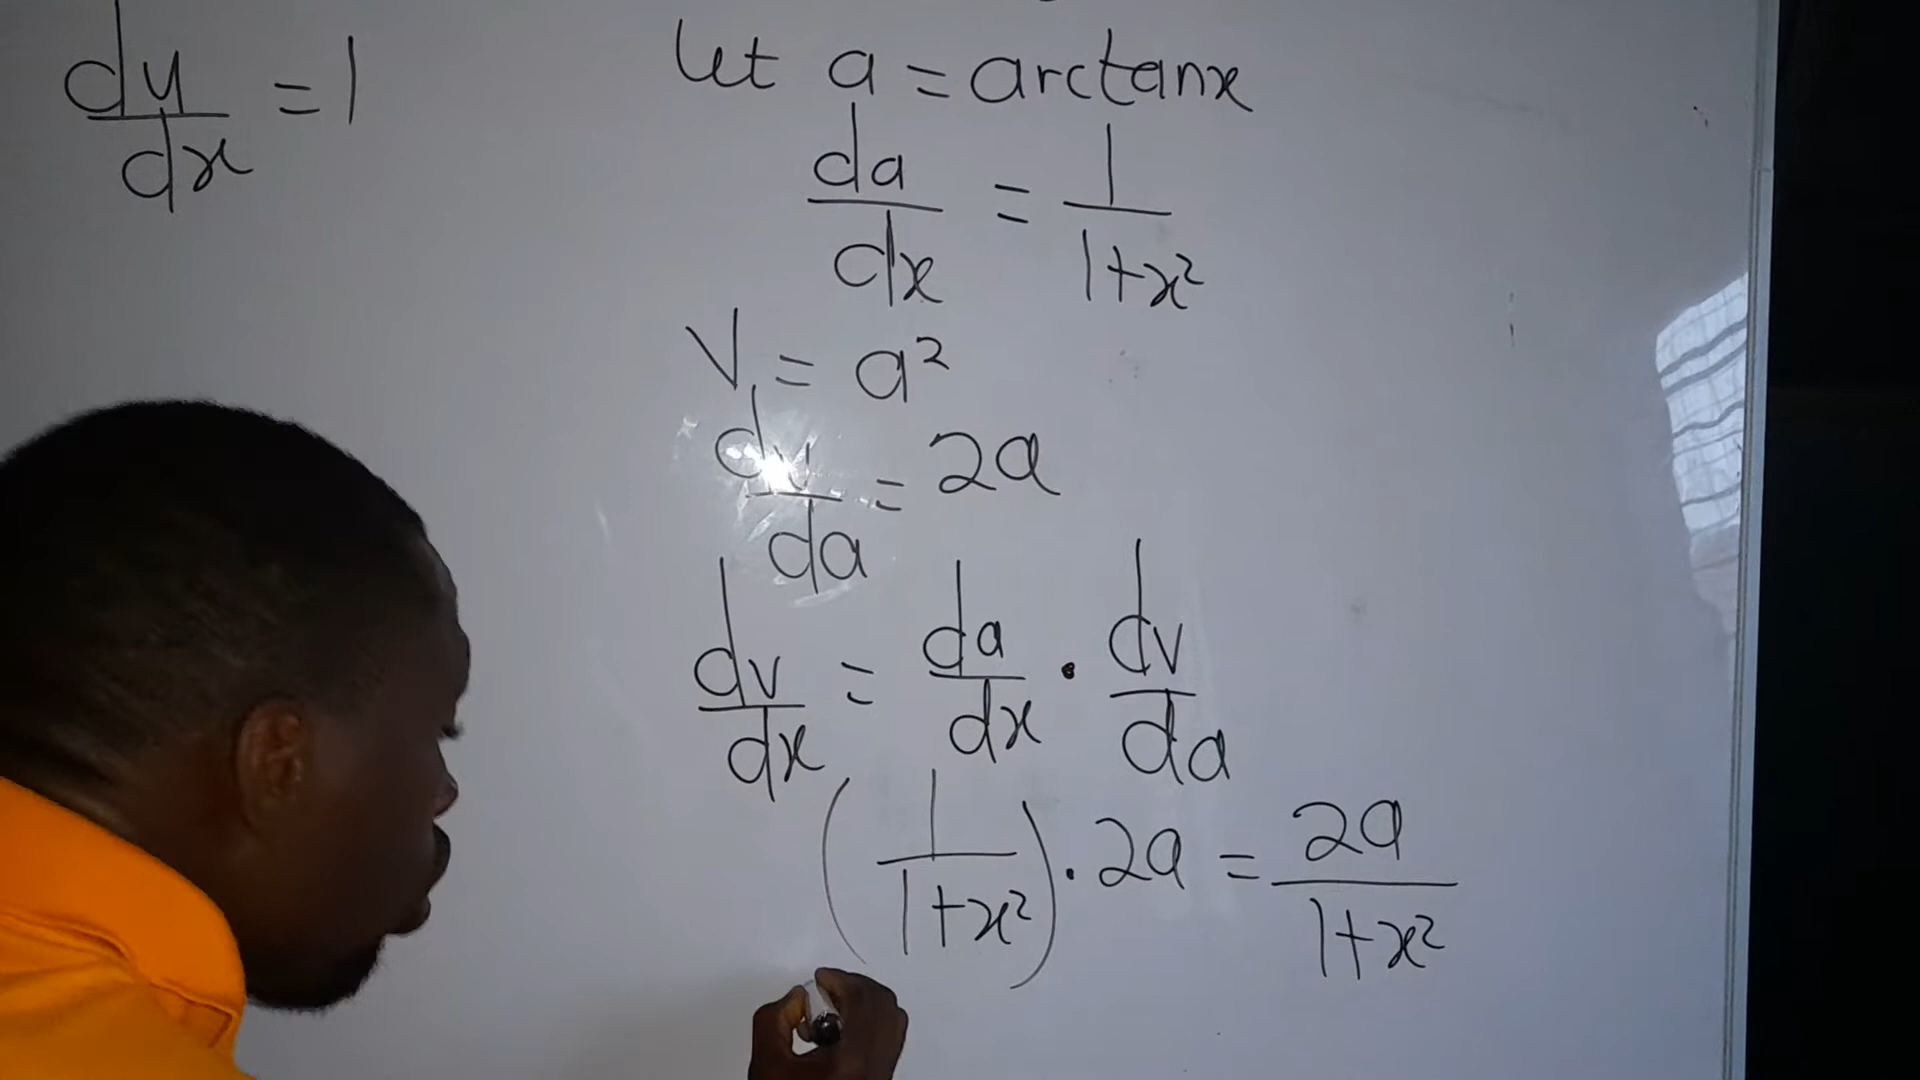 du/dx = 1
let a = arctanx
da/dx = 1/1+x²
V = a²
dv/da = 2a
dv/dx = da/dx · dv/da
(1/1+x²) · 2a = 2a/1+x²